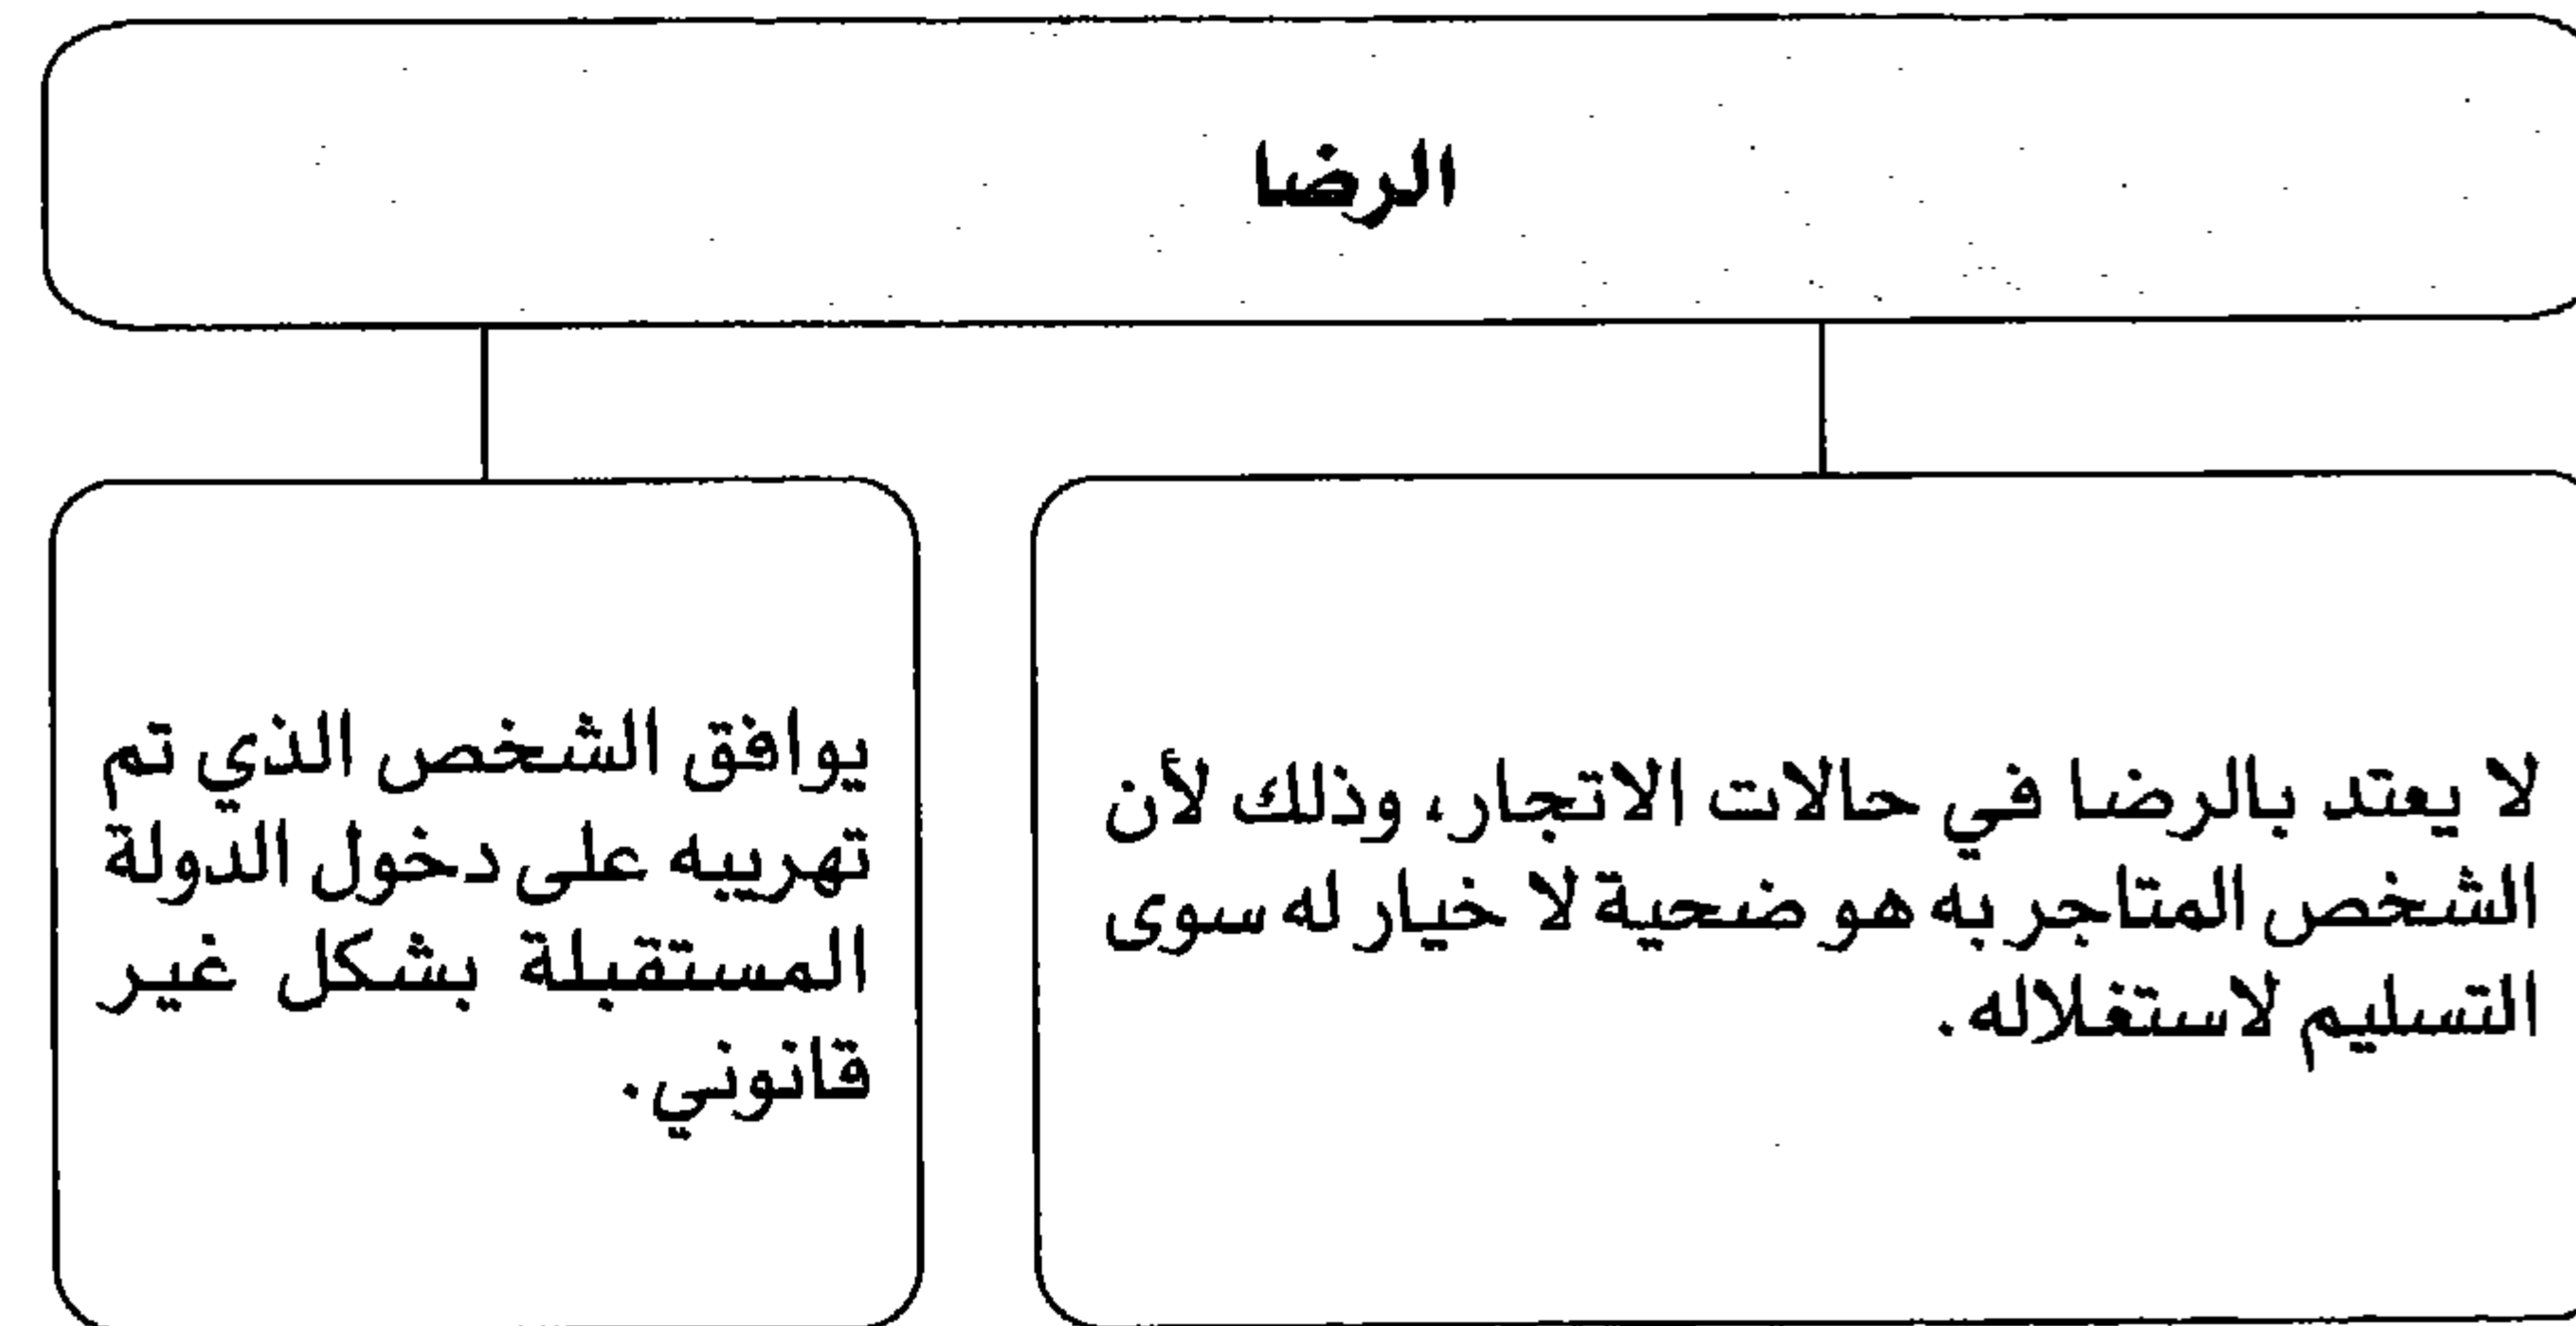 الرضا
لا يعتد بالرضا في حالات الاتجار، وذلك لأن
الشخص المتاجر به هو ضحية لا خيار له سوى
التسليم لاستغلاله.
يوافق الشخص الذي تم
تهريبه على دخول الدولة
المستقبلة بشكل غير
قانوني.